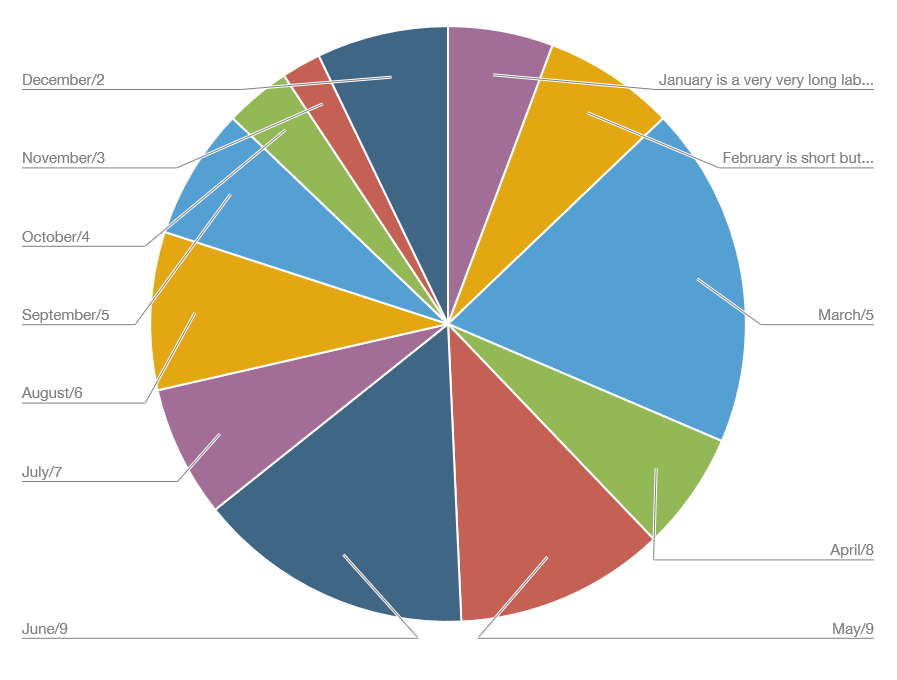 December/2
January is a very very long lab...
November/3
February is short but...
October/4
September/5
March/5
August/6
July/7
April/8
June/9
May/9